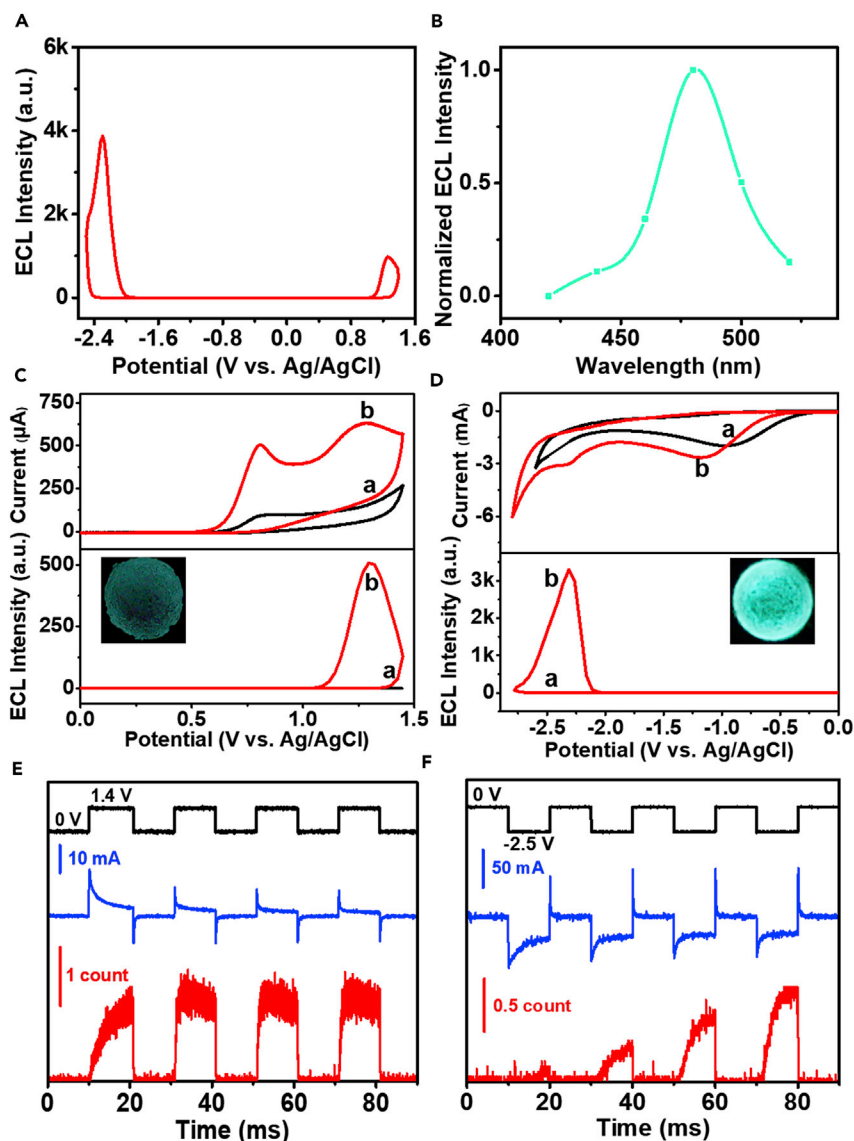 A
ECL Intensity (a.u.)
6k
4k
2k
0
-2.4 -1.6 -0.8 0.0 0.8 1.6
Potential (V vs. Ag/AgCl)
B
Normalized ECL Intensity
1.0
0.5
0.0
400 450 500
Wavelength (nm)
C
Current (µA)
750
500
250
0
b
a
ECL Intensity (a.u.)
500
250
0
b
a
0.0 0.5 1.0 1.5
Potential (V vs. Ag/AgCl)
D
Current (mA)
0
-3
-6
a
b
ECL Intensity (a.u.)
3k
2k
1k
0
b
a
-2.5 -2.0 -1.5 -1.0 -0.5 0.0
Potential (V vs. Ag/AgCl)
E
1.4 V
0 V
10 mA
1 count
0 20 40 60 80
Time (ms)
F
0 V
-2.5 V
50 mA
0.5 count
0 20 40 60 80
Time (ms)